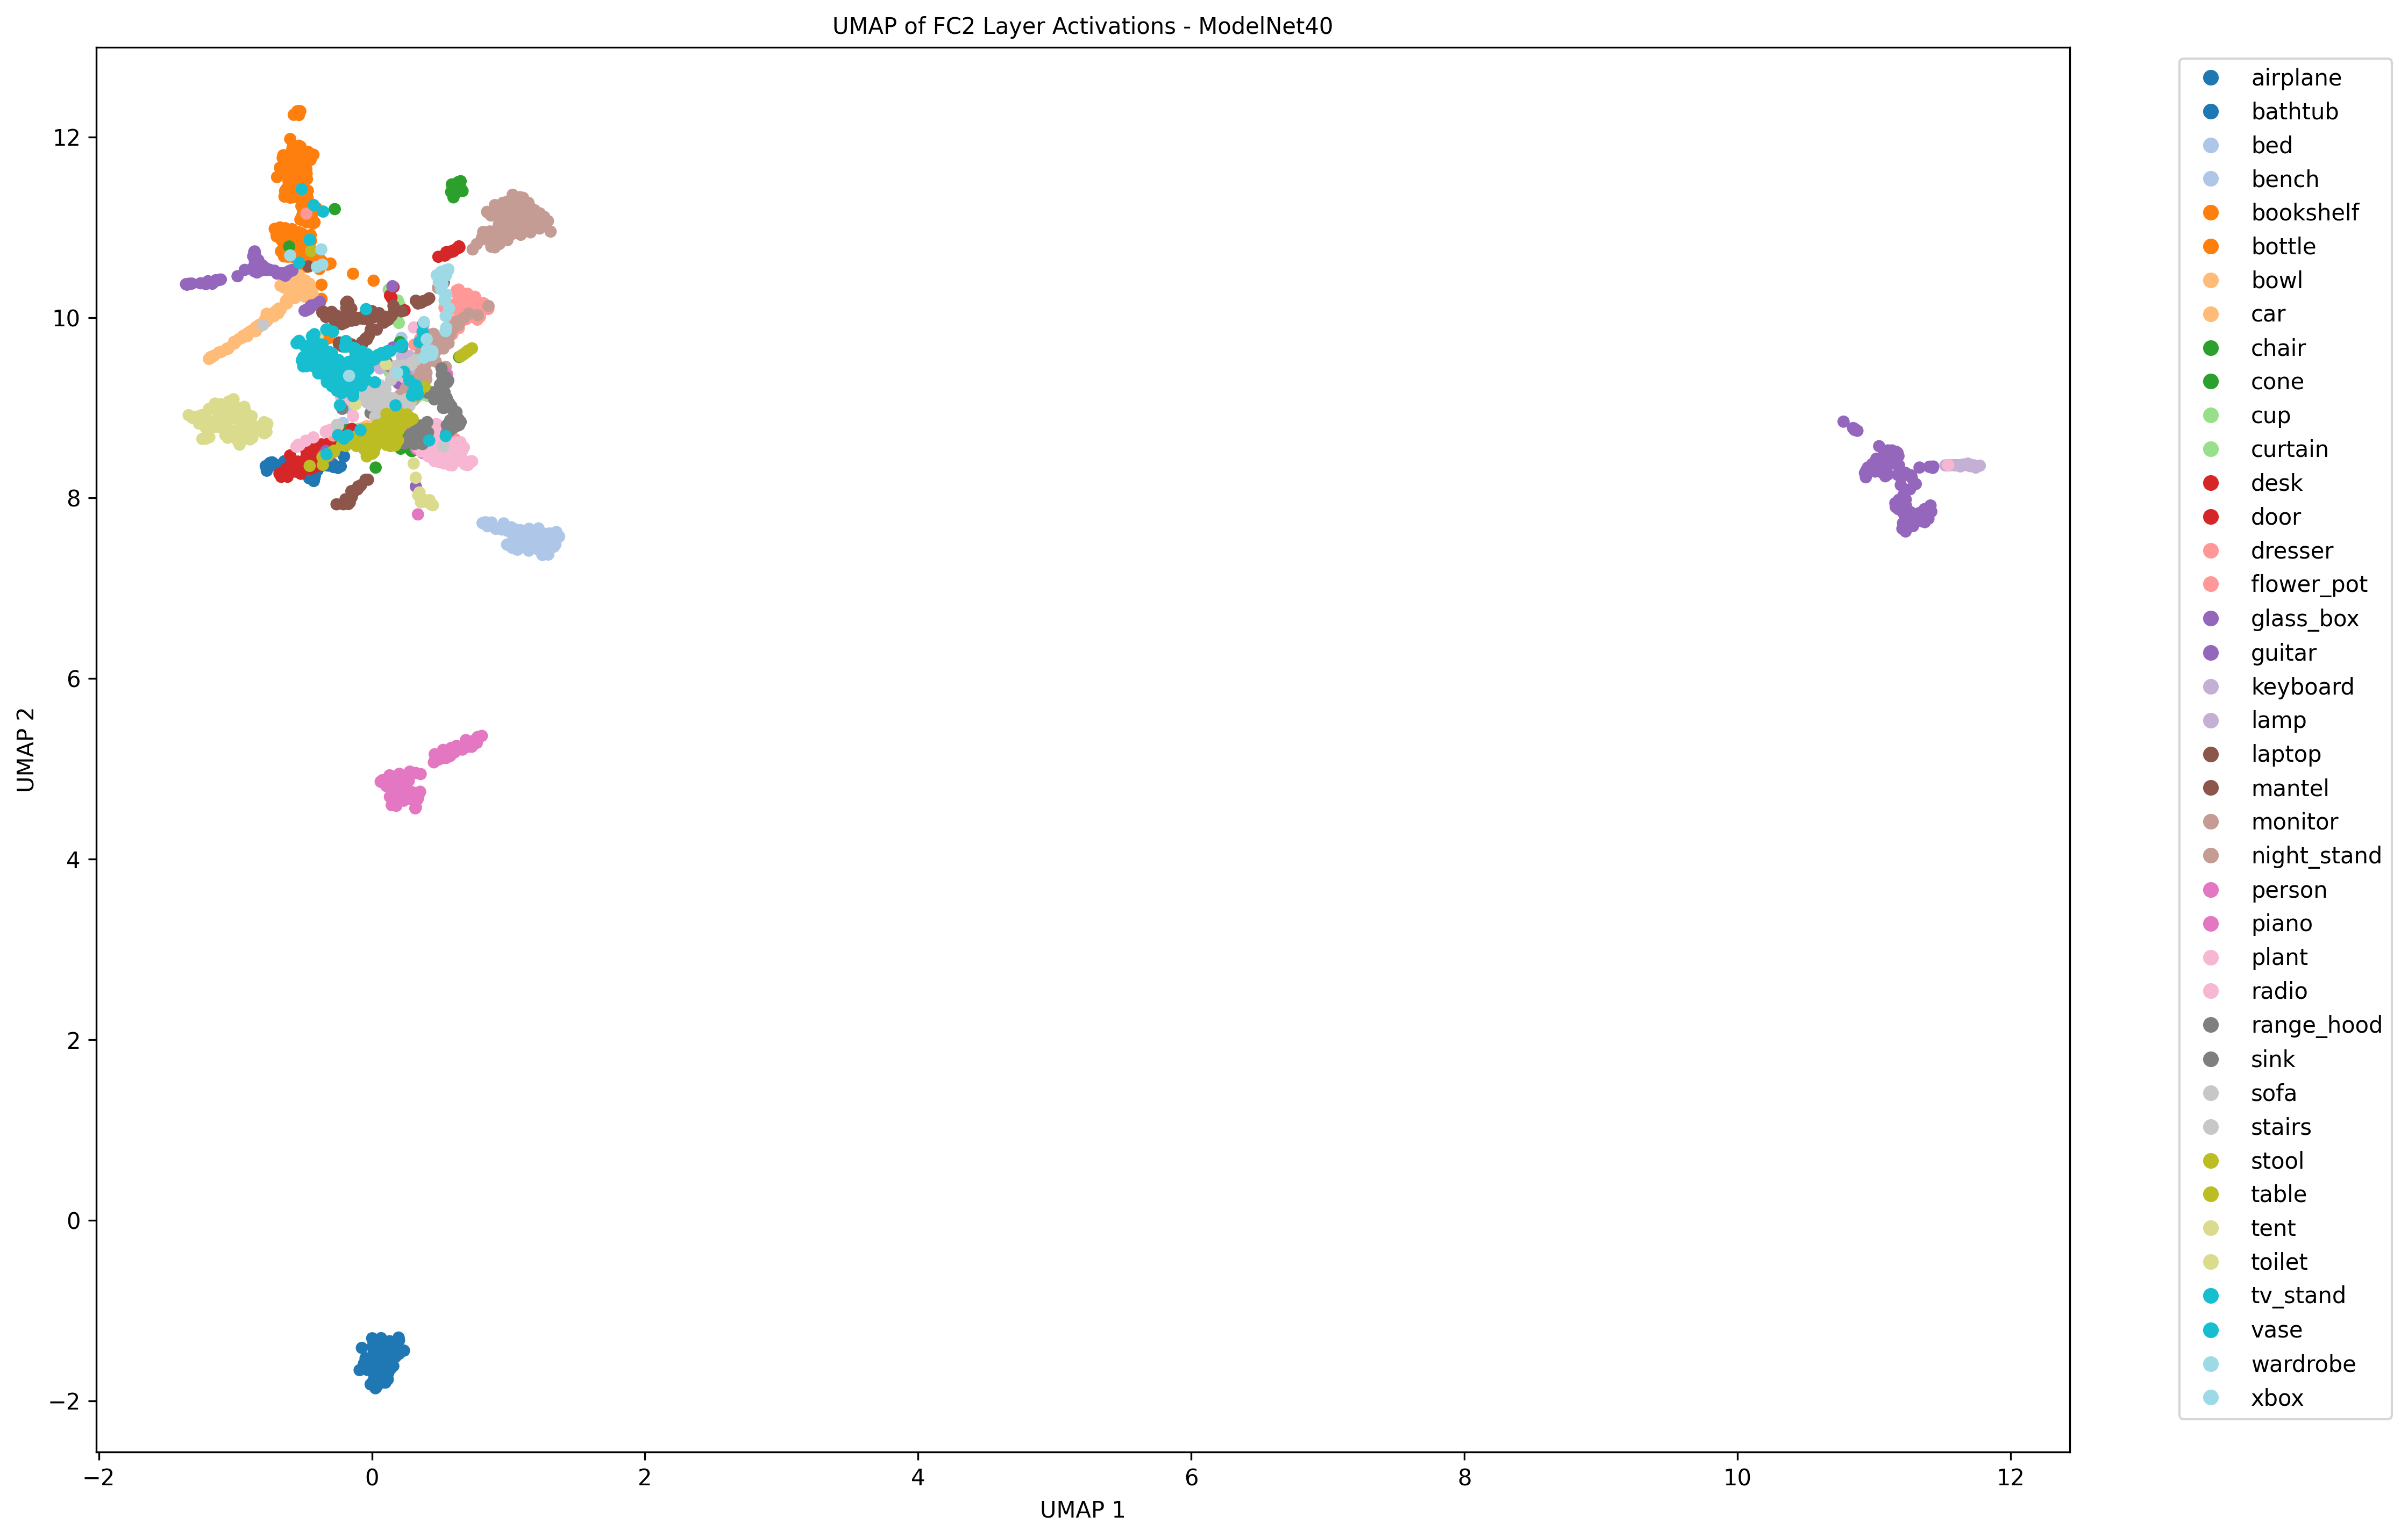 UMAP of FC2 Layer Activations - ModelNet40
12
10
8
6
4
2
0
−2
UMAP 2
−2
0
2
4
6
8
10
12
UMAP 1
airplane
bathtub
bed
bench
bookshelf
bottle
bowl
car
chair
cone
cup
curtain
desk
door
dresser
flower_pot
glass_box
guitar
keyboard
lamp
laptop
mantel
monitor
night_stand
person
piano
plant
radio
range_hood
sink
sofa
stairs
stool
table
tent
toilet
tv_stand
vase
wardrobe
xbox